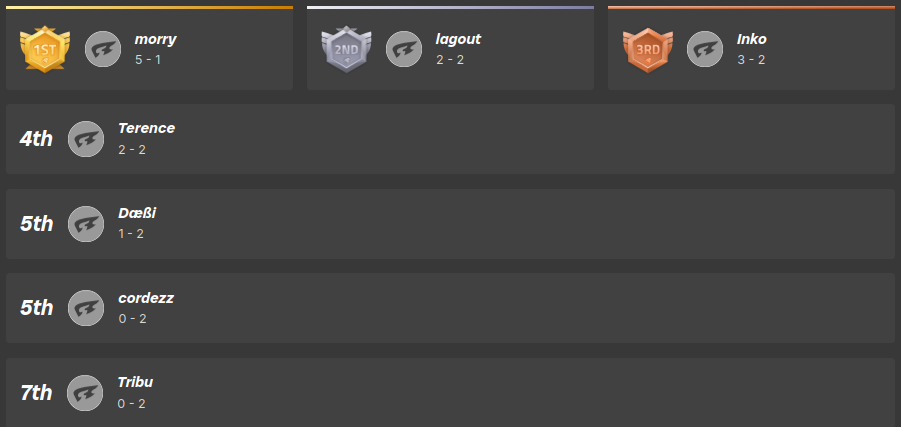 1ST
morry
5 - 1
2ND
lagout
2 - 2
3RD
Inko
3 - 2
4th
Terence
2 - 2
5th
Dæßi
1 - 2
5th
cordezz
0 - 2
7th
Tribu
0 - 2